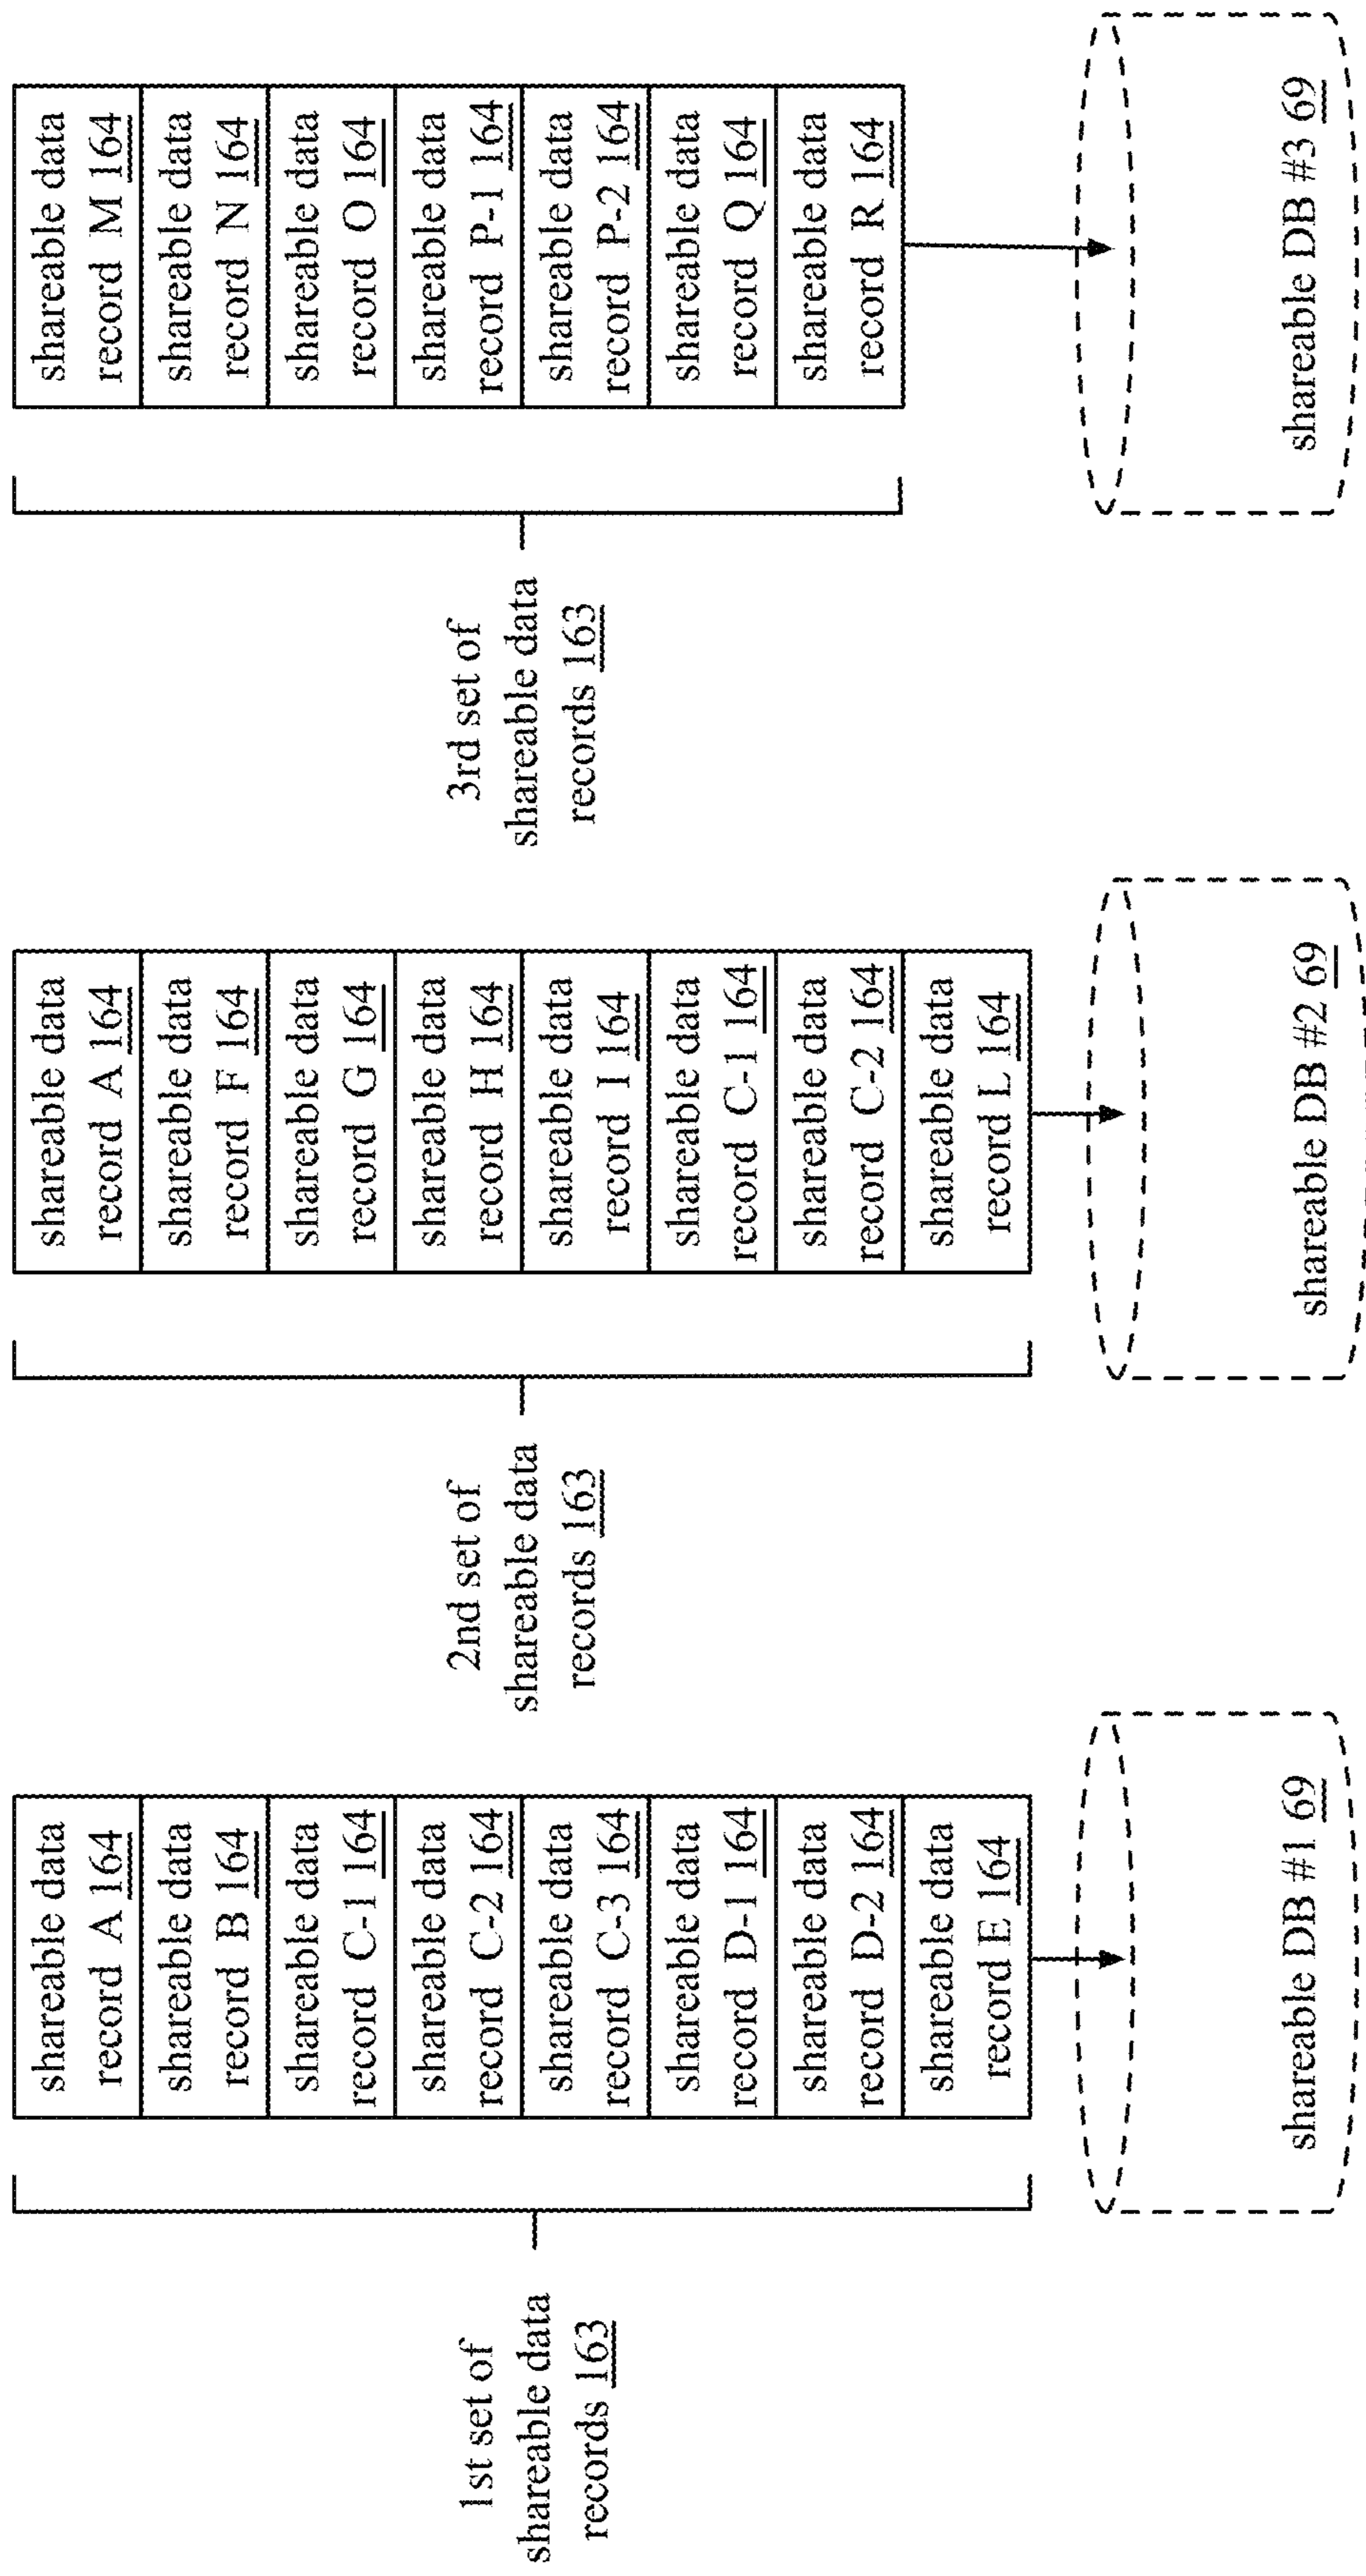 1st set of
shareable data
records 163
shareable data
record A 164
shareable data
record B 164
shareable data
record C-1 164
shareable data
record C-2 164
shareable data
record C-3 164
shareable data
record D-1 164
shareable data
record D-2 164
shareable data
record E 164
shareable DB #1 69
2nd set of
shareable data
records 163
shareable data
record A 164
shareable data
record F 164
shareable data
record G 164
shareable data
record H 164
shareable data
record I 164
shareable data
record C-1 164
shareable data
record C-2 164
shareable data
record L 164
shareable DB #2 69
3rd set of
shareable data
records 163
shareable data
record M 164
shareable data
record N 164
shareable data
record O 164
shareable data
record P-1 164
shareable data
record P-2 164
shareable data
record Q 164
shareable data
record R 164
shareable DB #3 69